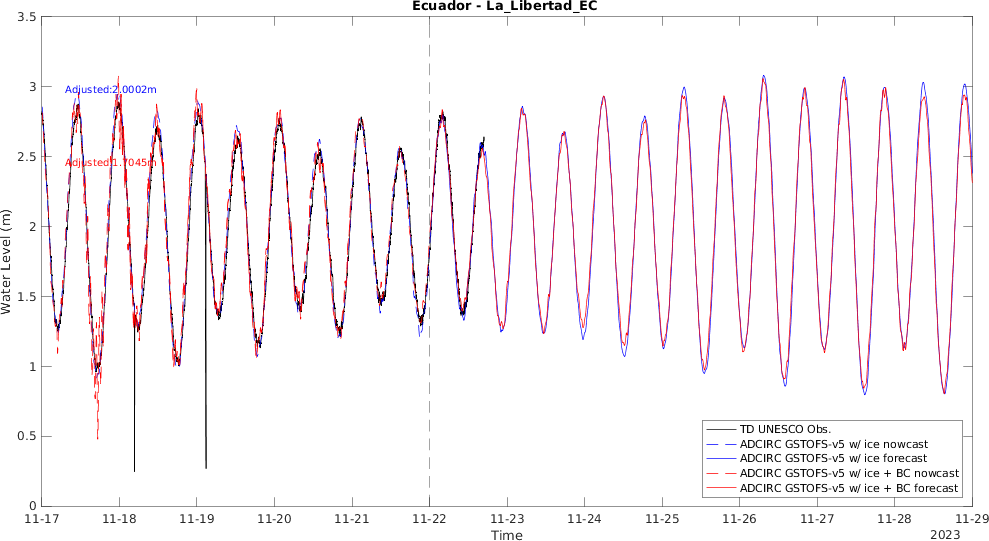 Ecuador - La_Libertad_EC
3.5
3
2.5
2
1.5
1
0.5
0
Water Level (m)
Adjusted:2.0002m
Adjusted:1.7045m
TD UNESCO Obs.
ADCIRC GSTOFS-v5 w/ ice nowcast
ADCIRC GSTOFS-v5 w/ ice forecast
ADCIRC GSTOFS-v5 w/ ice + BC nowcast
ADCIRC GSTOFS-v5 w/ ice + BC forecast
11-17 11-18 11-19 11-20 11-21 11-22 11-23 11-24 11-25 11-26 11-27 11-28 11-29
Time
2023